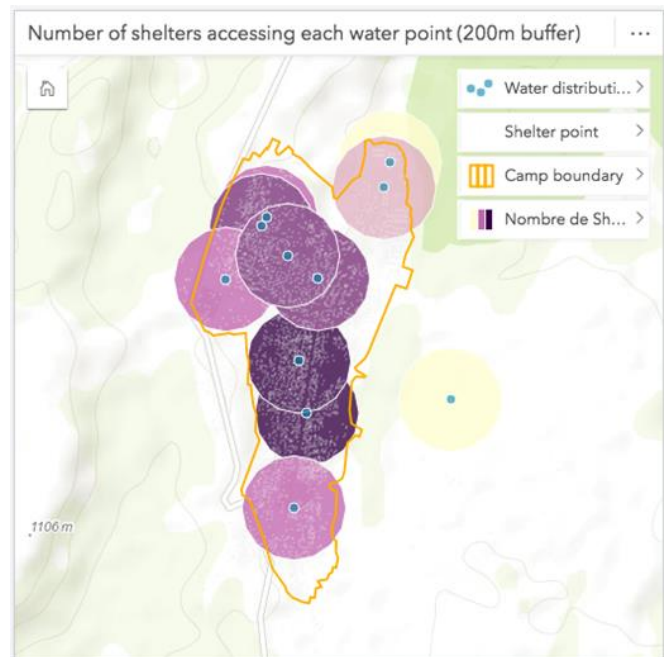 Number of shelters accessing each water point (200m buffer)
Water distributi...
Shelter point
Camp boundary
Nombre de Sh...
1106 m